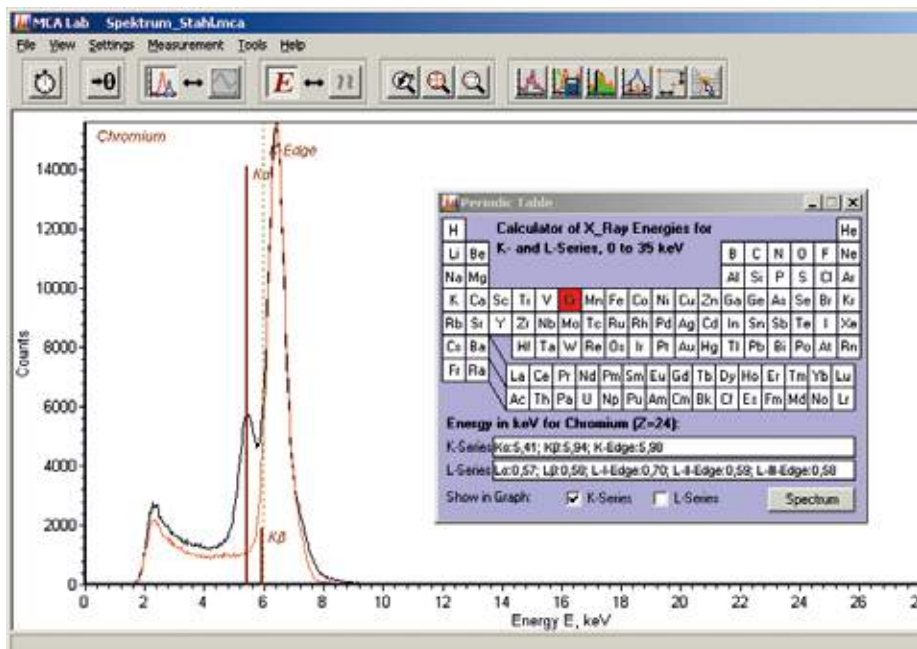 MCA Lab Spektrum_Stahl.mca
File View Settings Measurement Tools Help
→0 E
Chromium
K-Edge
Kα
Kβ
14000
12000
10000
8000
6000
4000
2000
0
Counts
0 2 4 6 8 10 12 14 16 18 20 22 24 26 28
Energy E, keV
Periodic Table
Calculator of X_Ray Energies for
K- and L-Series, 0 to 35 keV
H He
Li Be B C N O F Ne
Na Mg Al Si P S Cl Ar
K Ca Sc Ti V Cr Mn Fe Co Ni Cu Zn Ga Ge As Se Br Kr
Rb Sr Y Zr Nb Mo Tc Ru Rh Pd Ag Cd In Sn Sb Te I Xe
Cs Ba Hf Ta W Re Os Ir Pt Au Hg Tl Pb Bi Po At Rn
Fr Ra
La Ce Pr Nd Pm Sm Eu Gd Tb Dy Ho Er Tm Yb Lu
Ac Th Pa U Np Pu Am Cm Bk Cf Es Fm Md No Lr
Energy in keV for Chromium (Z=24):
K-Series Kα:5,41; Kβ:5,94; K-Edge:5,98
L-Series Lα:0,57; Lβ:0,58; L-I-Edge:0,70; L-II-Edge:0,59; L-III-Edge:0,58
Show in Graph: K-Series L-Series Spectrum